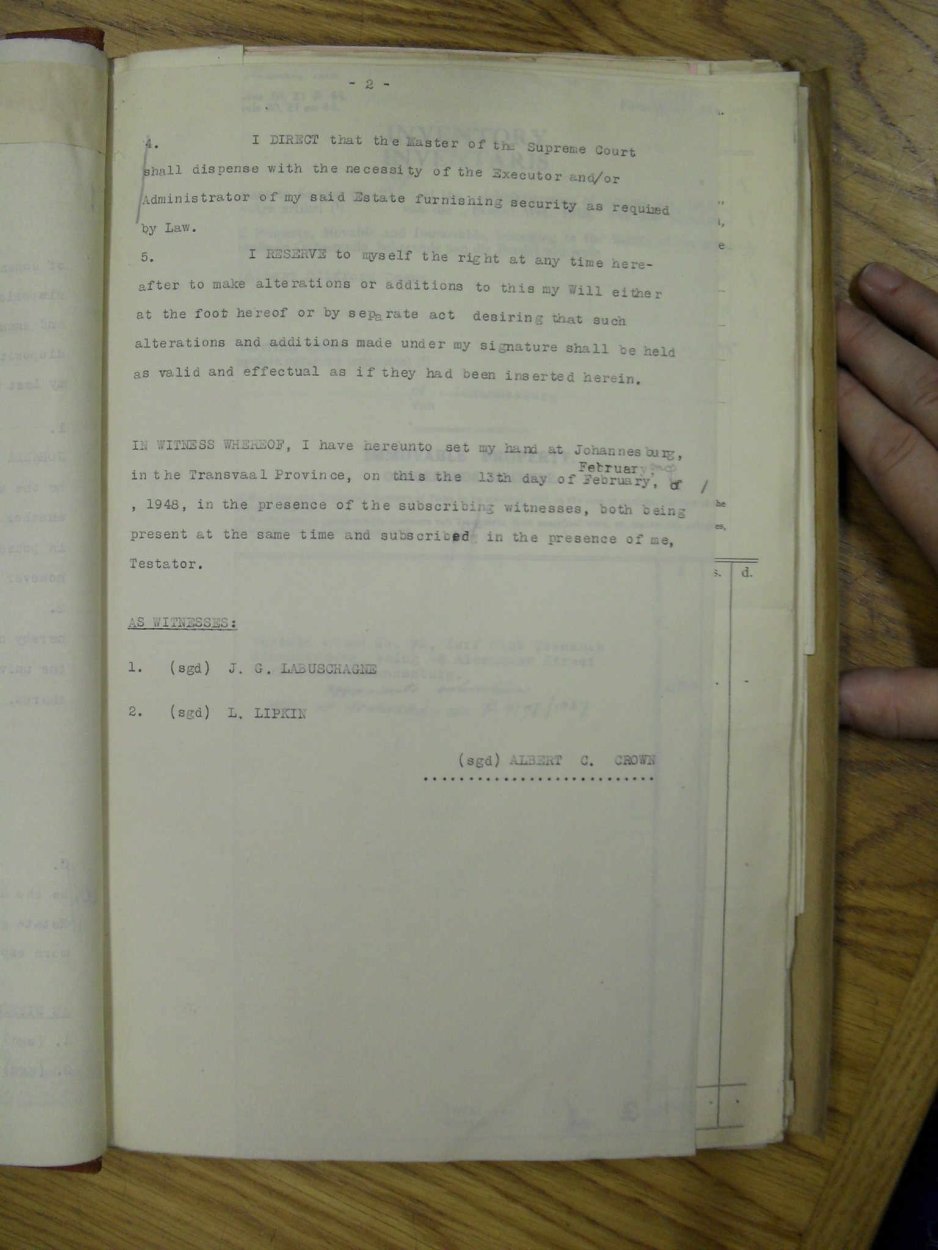 - 2 -
4. I DIRECT that the Master of the Supreme Court
shall dispense with the necessity of the Executor and/or
Administrator of my said Estate furnishing security as required
by Law.
5. I RESERVE to myself the right at any time here-
after to make alterations or additions to this my Will either
at the foot hereof or by separate act desiring that such
alterations and additions made under my signature shall be held
as valid and effectual as if they had been inserted herein.
IN WITNESS WHEREOF, I have hereunto set my hand at Johannesburg,
February
in the Transvaal Province, on this the 13th day of February, of
, 1948, in the presence of the subscribing witnesses, both being
present at the same time and subscribed in the presence of me,
Testator.
AS WITNESSES:
1. (sgd) J. G. LABUSCHAGNE
2. (sgd) L. LIPKIN
(sgd) ALBERT C. CROWN
s. d.
INVENTORY